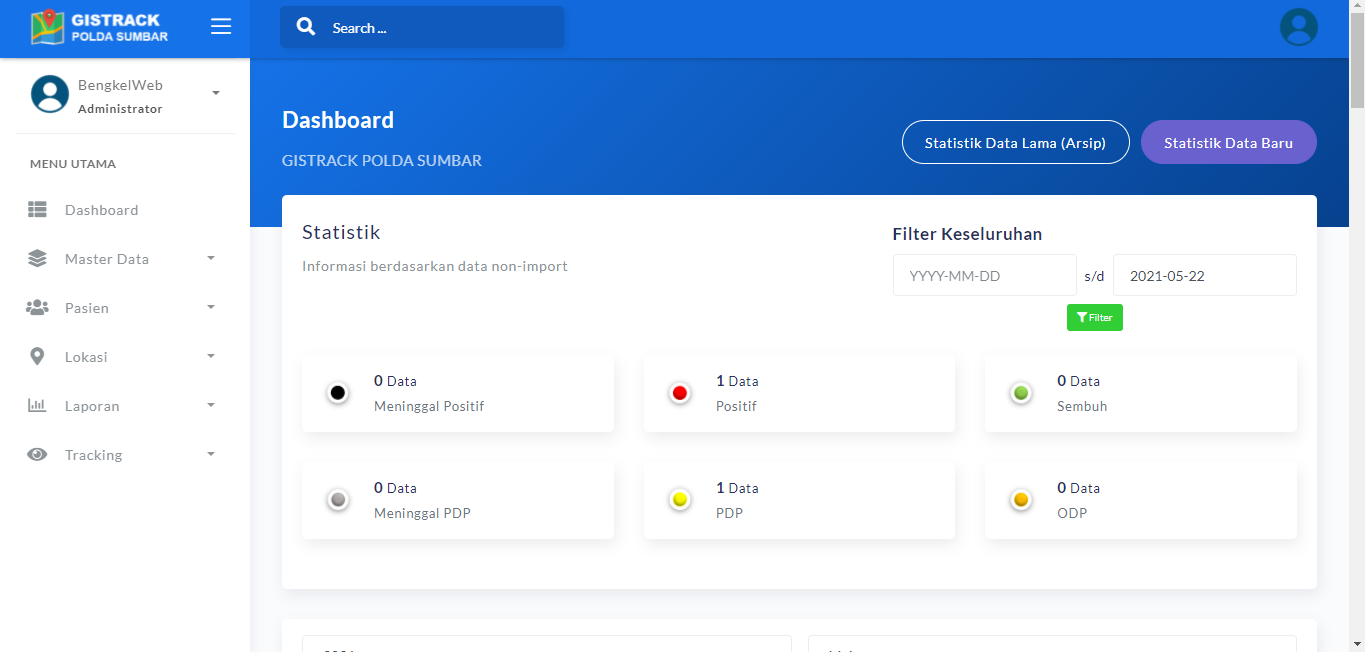 GISTRACK
POLDA SUMBAR
Search ...
BengkelWeb
Administrator
MENU UTAMA
Dashboard
Master Data
Pasien
Lokasi
Laporan
Tracking
Dashboard
GISTRACK POLDA SUMBAR
Statistik Data Lama (Arsip)
Statistik Data Baru
Statistik
Informasi berdasarkan data non-import
Filter Keseluruhan
YYYY-MM-DD s/d 2021-05-22
Filter
0 Data
Meninggal Positif
1 Data
Positif
0 Data
Sembuh
0 Data
Meninggal PDP
1 Data
PDP
0 Data
ODP